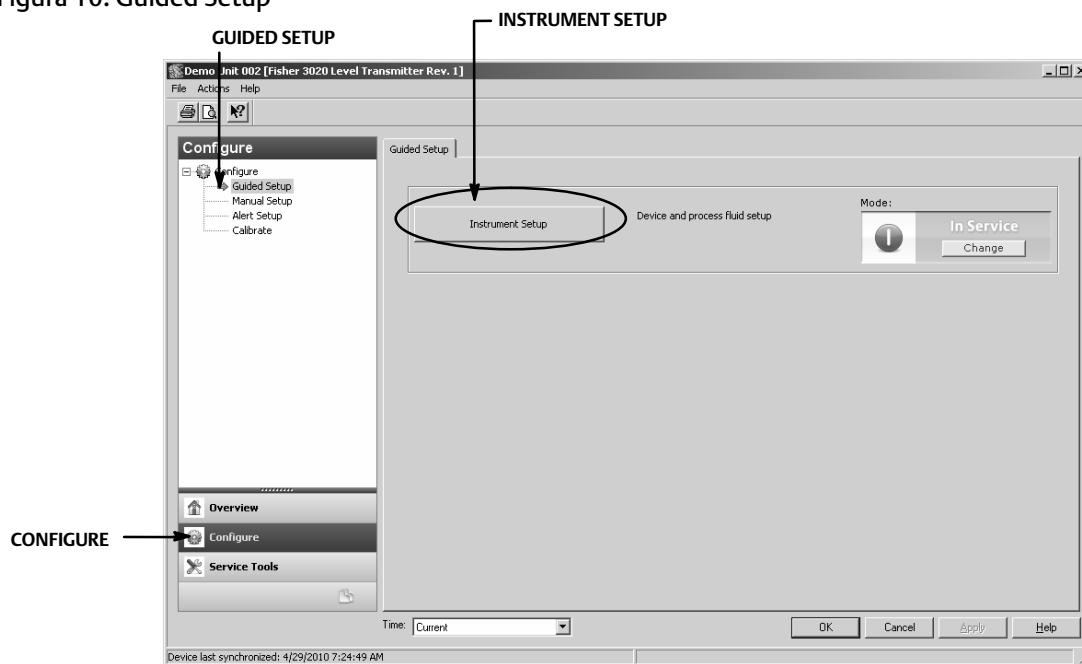 Figura 10. Guided Setup
INSTRUMENT SETUP
GUIDED SETUP
Demo Unit 002 [Fisher 3020 Level Transmitter Rev. 1]
File Actions Help
Configure
Guided Setup
Configure
Guided Setup
Manual Setup
Alert Setup
Calibrate
Instrument Setup
Device and process fluid setup
Mode:
In Service
Change
Overview
CONFIGURE
Configure
Service Tools
Time: Current
OK Cancel Apply Help
Device last synchronized: 4/29/2010 7:24:49 AM